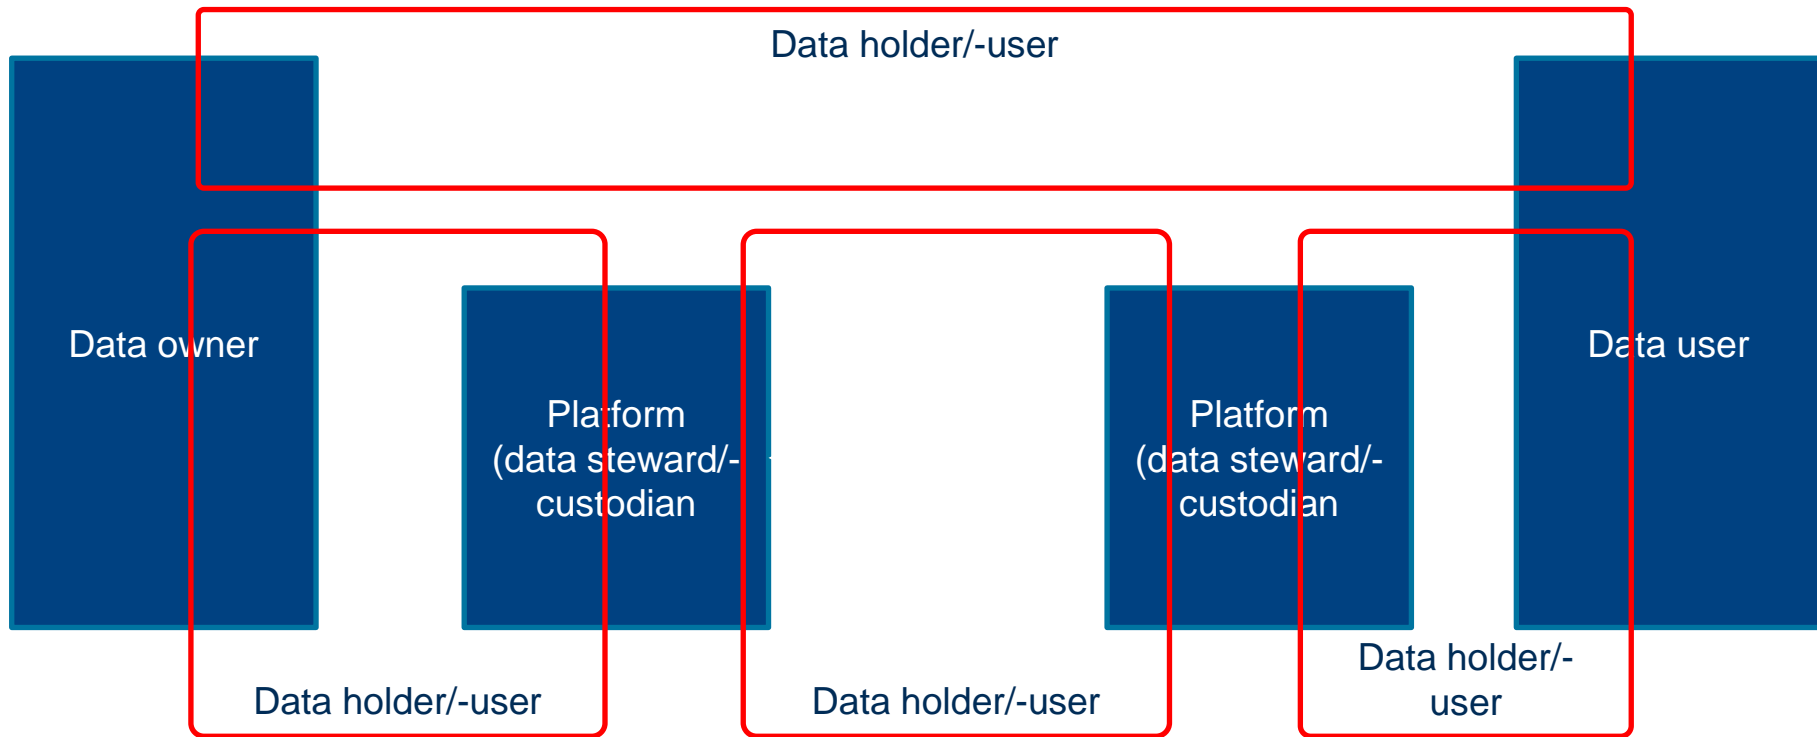 Data holder/-user
Data owner
Platform
(data steward/-
custodian
Platform
(data steward/-
custodian
Data user
Data holder/-user
Data holder/-user
Data holder/-
user